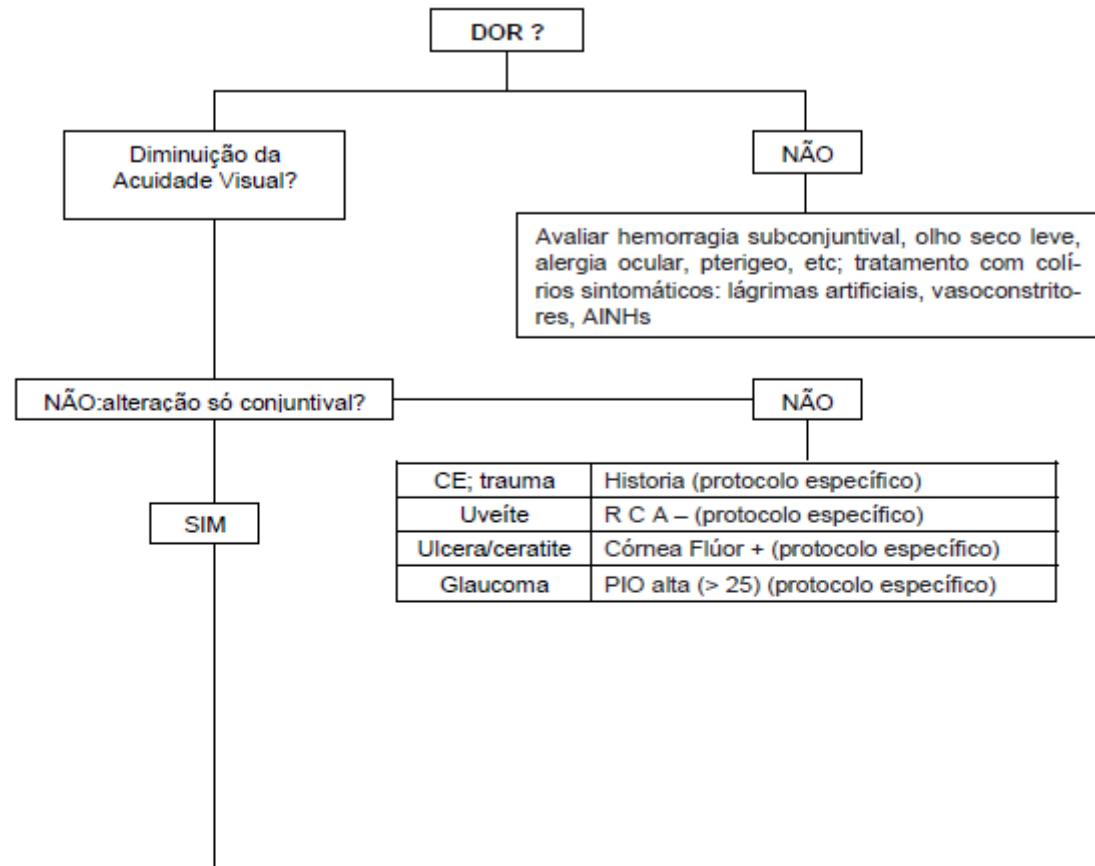 DOR ?
Diminuição da
Acuidade Visual?
NÃO
Avaliar hemorragia subconjuntival, olho seco leve,
alergia ocular, pterigeo, etc; tratamento com colí-
rios sintomáticos: lágrimas artificiais, vasoconstrito-
res, AINHs
NÃO:alteração só conjuntival?
NÃO
SIM
CE; trauma Historia (protocolo específico)
Uveíte R C A – (protocolo específico)
Ulcera/ceratite Córnea Flúor + (protocolo específico)
Glaucoma PIO alta (> 25) (protocolo específico)